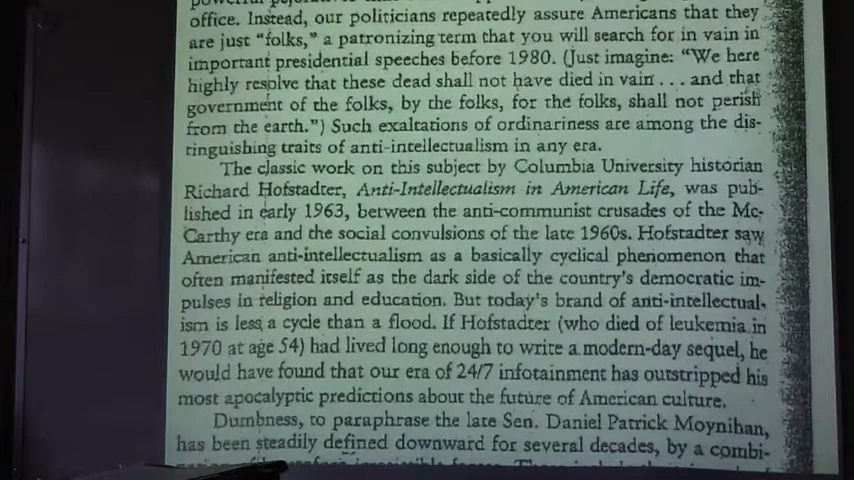 office. Instead, our politicians repeatedly assure Americans that they
are just "folks," a patronizing term that you will search for in vain in
important presidential speeches before 1980. (Just imagine: "We here
highly resolve that these dead shall not have died in vain . . . and that
government of the folks, by the folks, for the folks, shall not perish
from the earth.") Such exaltations of ordinariness are among the dis-
tinguishing traits of anti-intellectualism in any era.
The classic work on this subject by Columbia University historian
Richard Hofstadter, Anti-Intellectualism in American Life, was pub-
lished in early 1963, between the anti-communist crusades of the Mc-
Carthy era and the social convulsions of the late 1960s. Hofstadter saw
American anti-intellectualism as a basically cyclical phenomenon that
often manifested itself as the dark side of the country's democratic im-
pulses in religion and education. But today's brand of anti-intellectual-
ism is less a cycle than a flood. If Hofstadter (who died of leukemia in
1970 at age 54) had lived long enough to write a modern-day sequel, he
would have found that our era of 24/7 infotainment has outstripped his
most apocalyptic predictions about the future of American culture.
Dumbness, to paraphrase the late Sen. Daniel Patrick Moynihan,
has been steadily defined downward for several decades, by a combi-